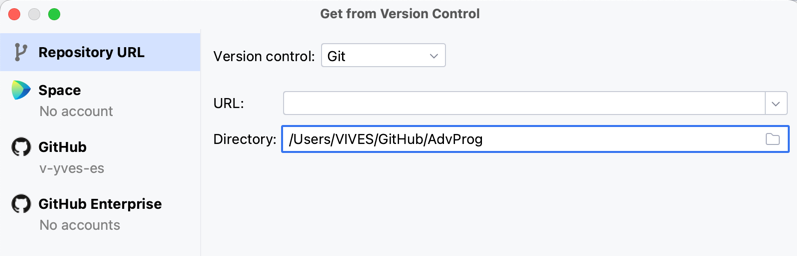 Get from Version Control
Repository URL
Space
No account
GitHub
v-yves-es
GitHub Enterprise
No accounts
Version control: Git
URL:
Directory: /Users/VIVES/GitHub/AdvProg